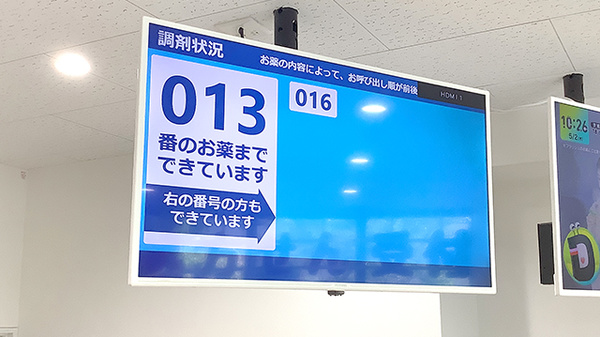 調剤状況
お薬の内容によって、お呼び出し順が前後
HDMI 1
013
番のお薬まで
できています
右の番号の方も
できています
016
10:26